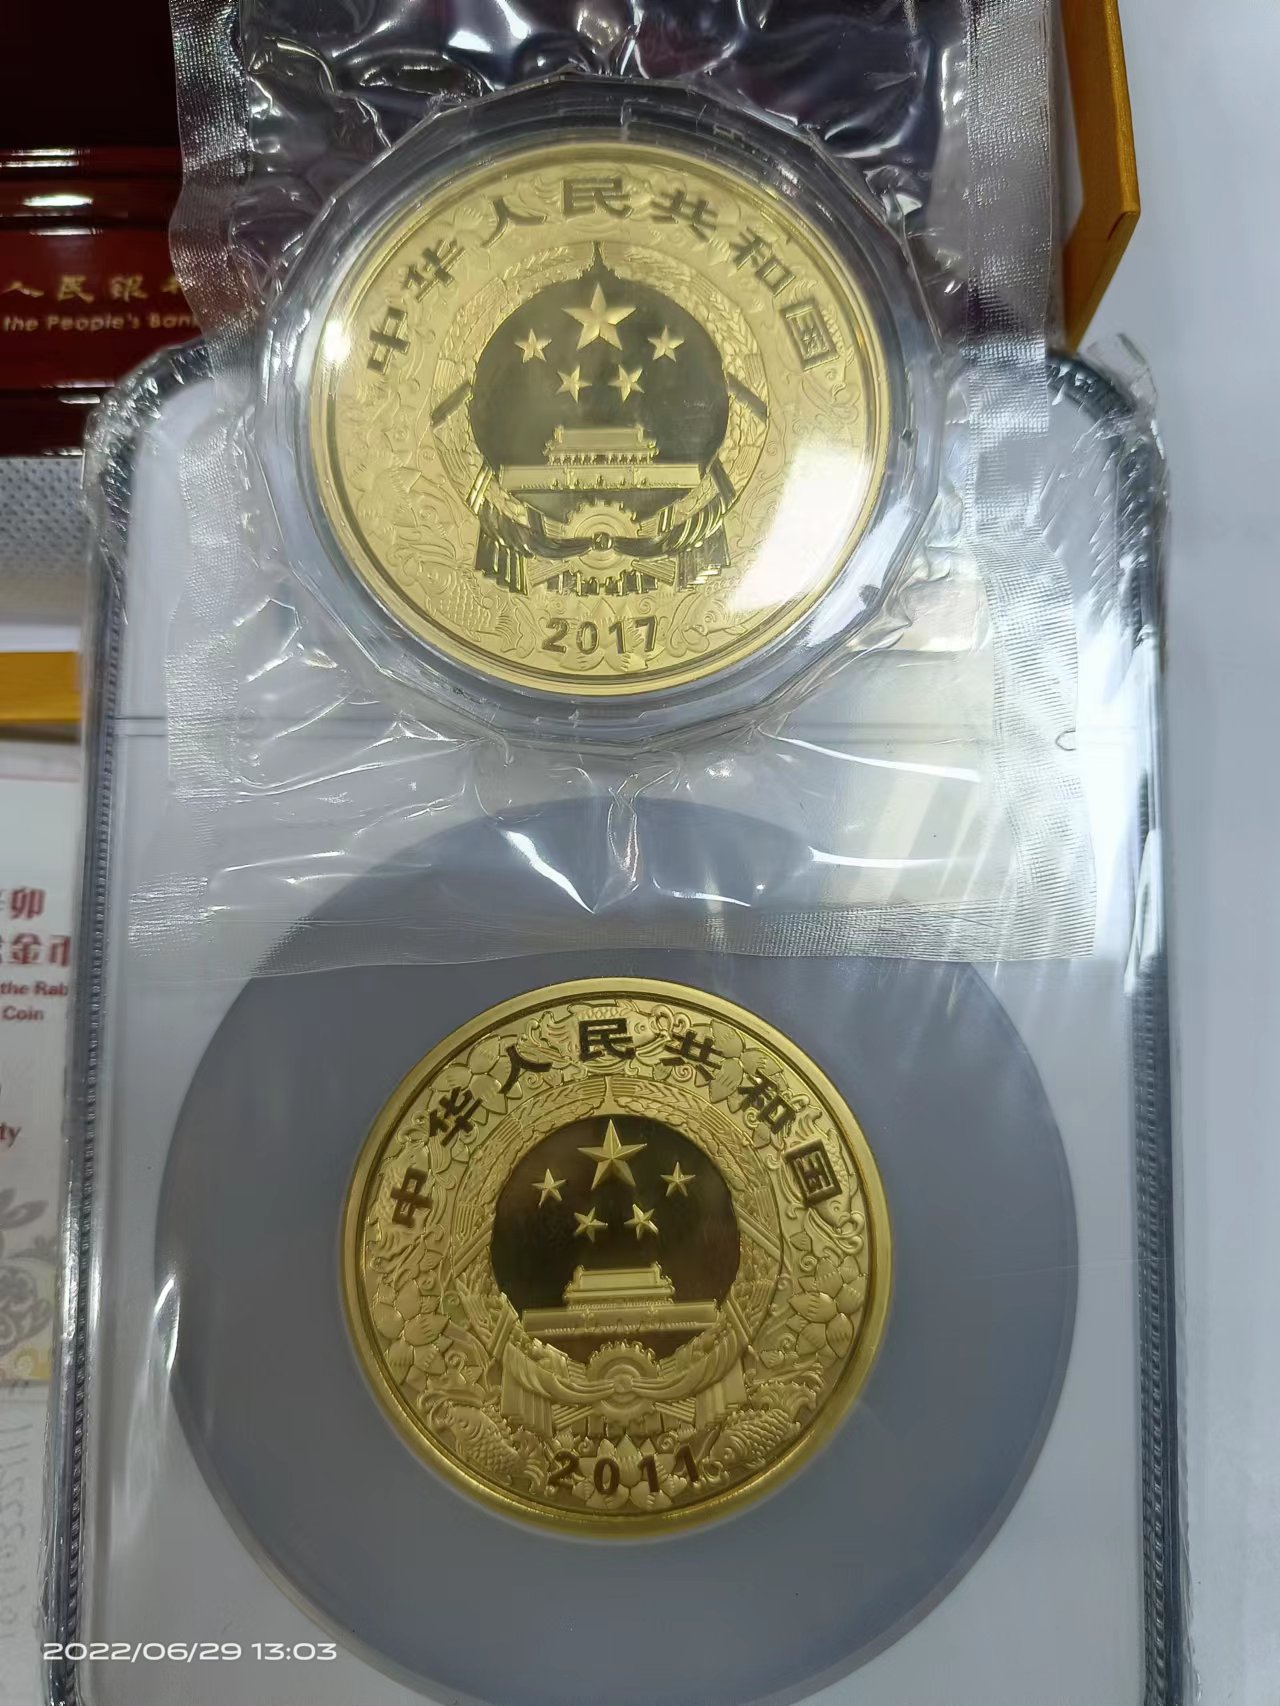 中华人民共和国
人民银
the People's Ban
2017
卯
金币
the Rab
Coin
ty
中华人民共和国
2011
2022/06/29 13:03